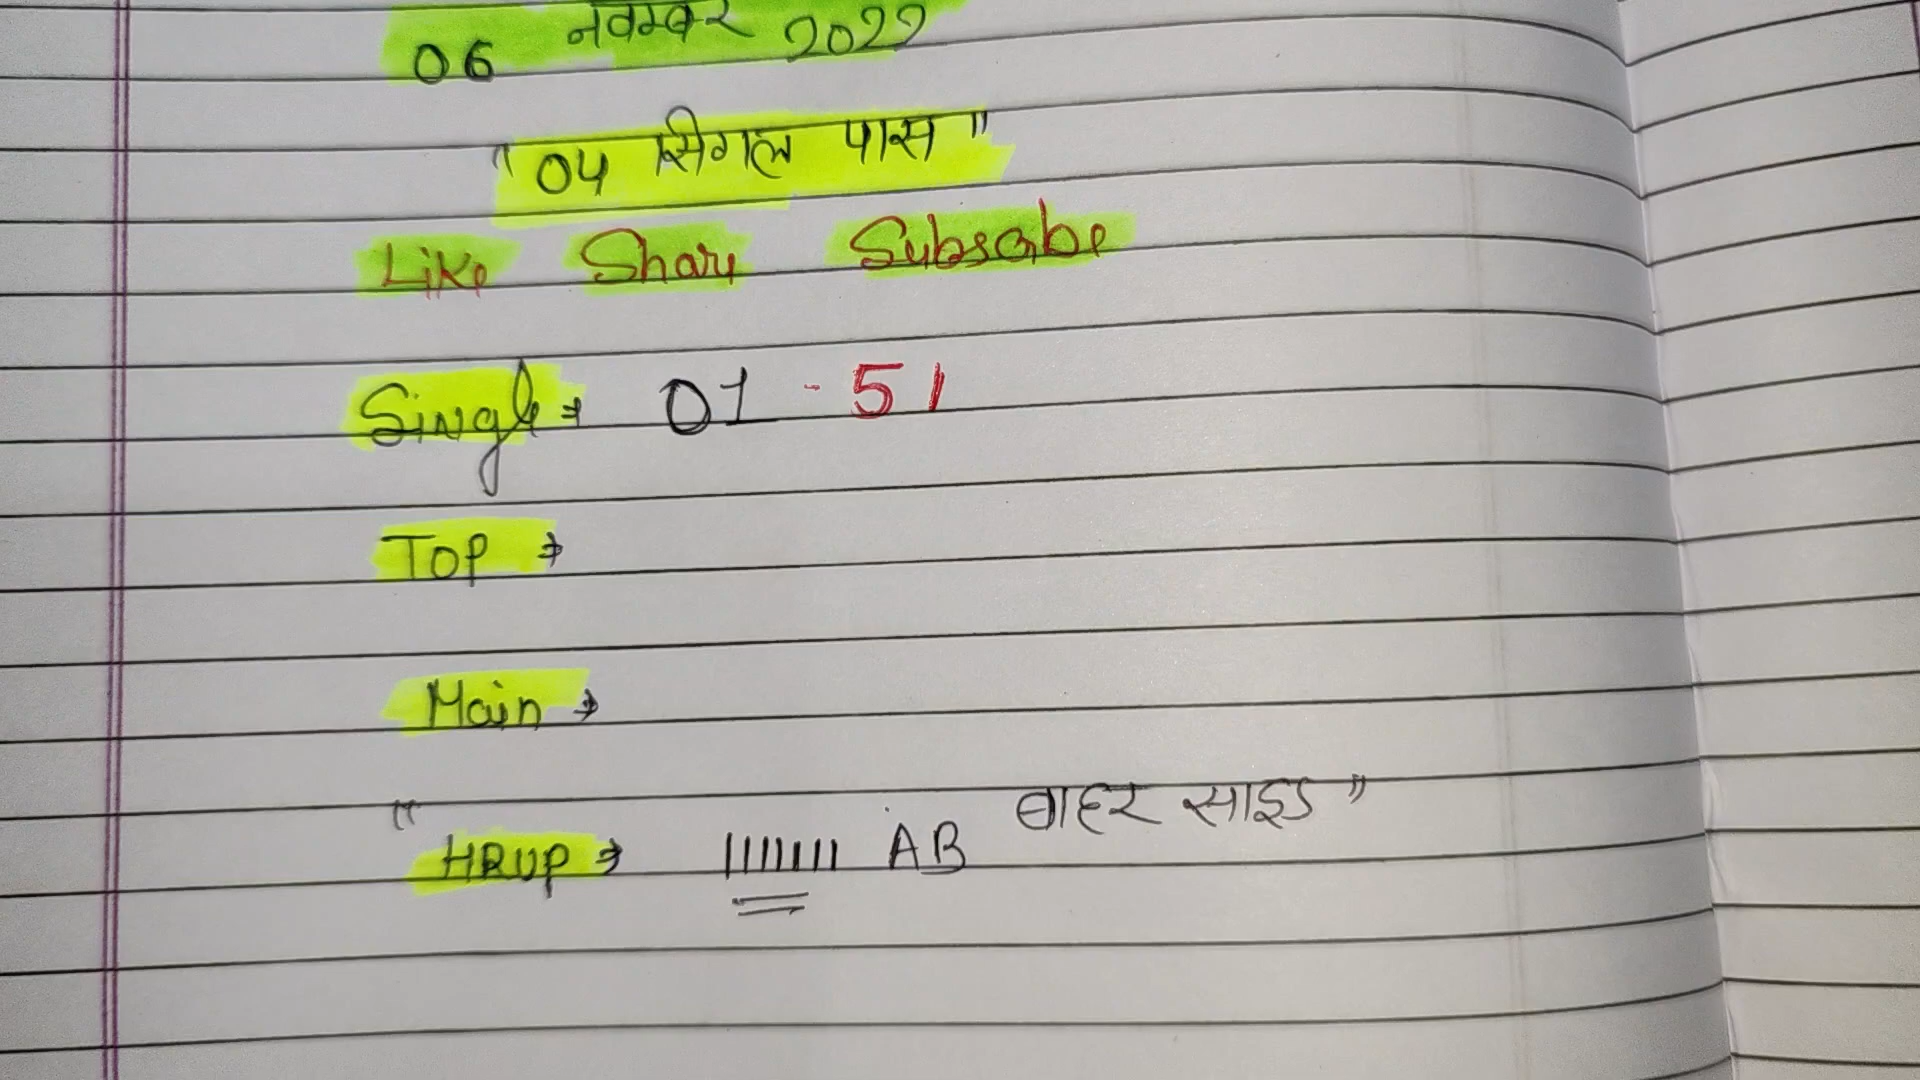 06 नवम्बर 2022
"04 सिंगल पास"
Like Share Subscribe
Single → 01 - 51
TOP →
Main →
" HRUP → |||||||| AB बाहर साइड "